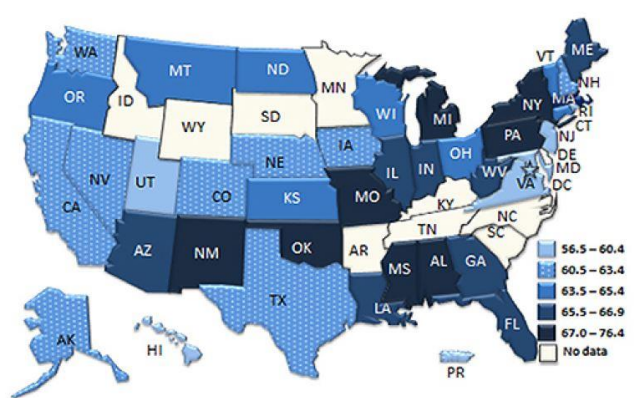 WA
MT
ND
MN
VT
ME
OR
ID
SD
WI
MI
NY
NH
MA
RI
CT
WY
PA
NJ
NV
UT
NE
IA
IL
IN
OH
DE
MD
DC
WV
VA
CA
CO
KS
MO
KY
NC
AZ
NM
OK
AR
TN
SC
MS
AL
GA
TX
LA
FL
AK
HI
PR
56.5 – 60.4
60.5 – 63.4
63.5 – 65.4
65.5 – 66.9
67.0 – 76.4
No data